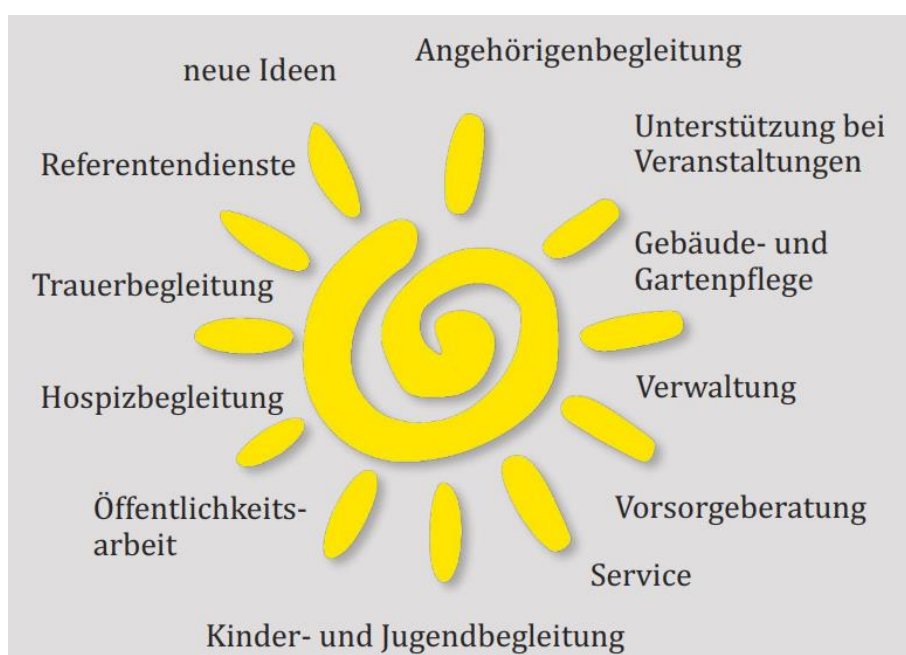 neue Ideen
Angehörigenbegleitung
Unterstützung bei
Veranstaltungen
Referentendienste
Gebäude- und
Gartenpflege
Trauerbegleitung
Verwaltung
Hospizbegleitung
Öffentlichkeits-
arbeit
Vorsorgeberatung
Service
Kinder- und Jugendbegleitung